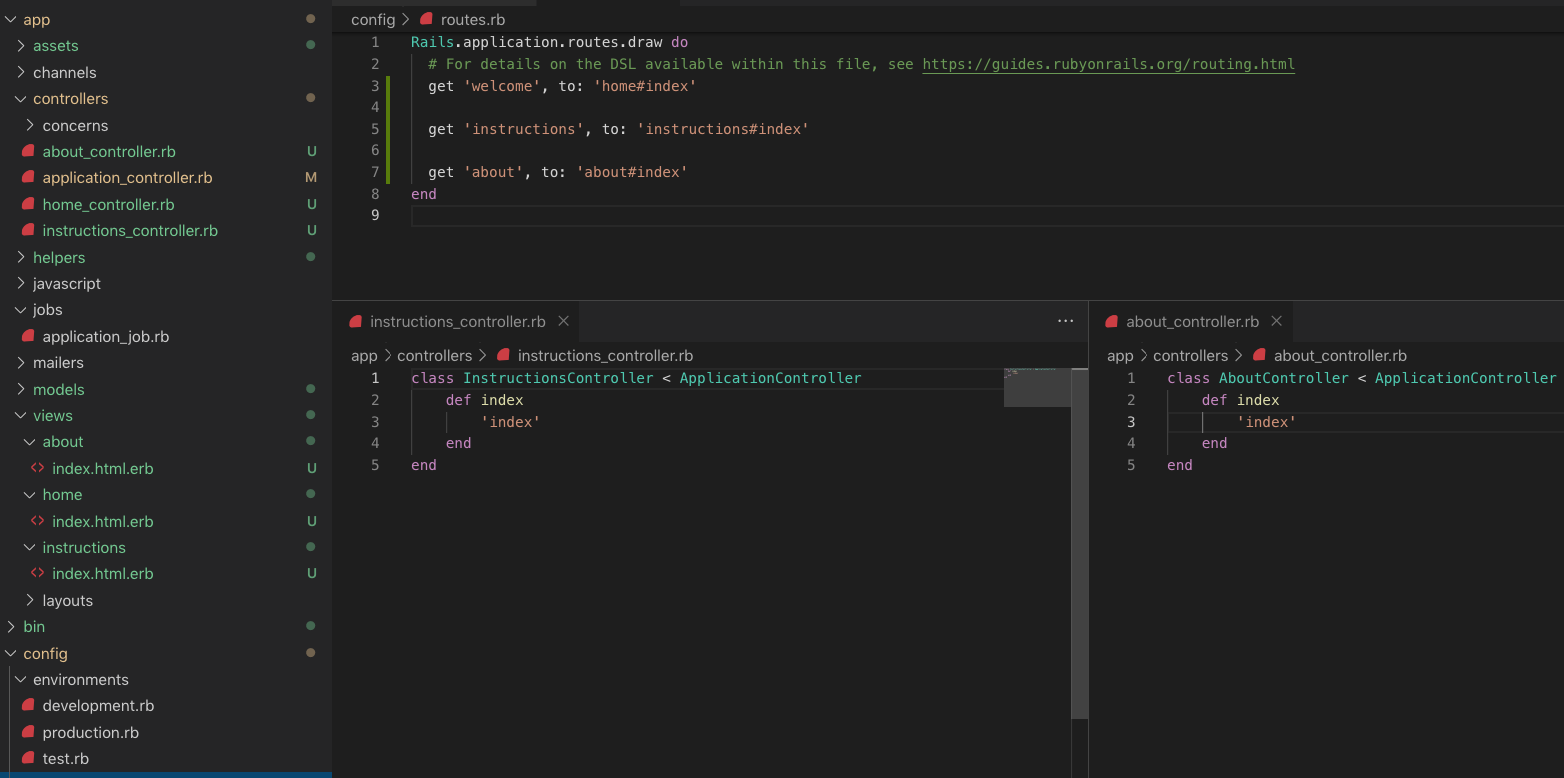 app
assets
channels
controllers
concerns
about_controller.rb U
application_controller.rb M
home_controller.rb U
instructions_controller.rb U
helpers
javascript
jobs
application_job.rb
mailers
models
views
about
index.html.erb U
home
index.html.erb U
instructions
index.html.erb U
layouts
bin
config
environments
development.rb
production.rb
test.rb
config > routes.rb
1 Rails.application.routes.draw do
2 # For details on the DSL available within this file, see https://guides.rubyonrails.org/routing.html
3 get 'welcome', to: 'home#index'
4
5 get 'instructions', to: 'instructions#index'
6
7 get 'about', to: 'about#index'
8 end
9
instructions_controller.rb
app > controllers > instructions_controller.rb
1 class InstructionsController < ApplicationController
2 def index
3 'index'
4 end
5 end
about_controller.rb
app > controllers > about_controller.rb
1 class AboutController < ApplicationController
2 def index
3 'index'
4 end
5 end